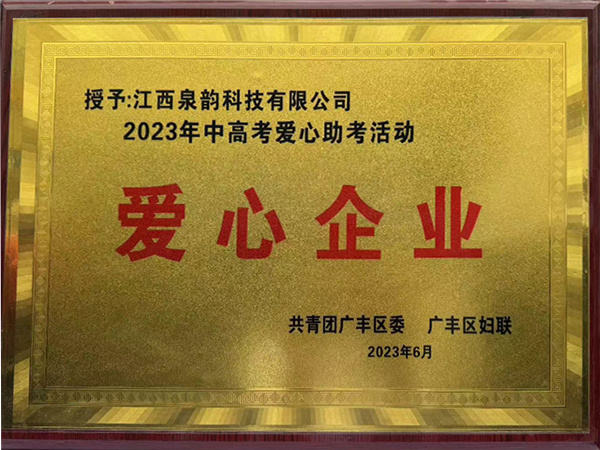 授予:江西泉韵科技有限公司
2023年中高考爱心助考活动
爱心企业
共青团广丰区委 广丰区妇联
2023年6月